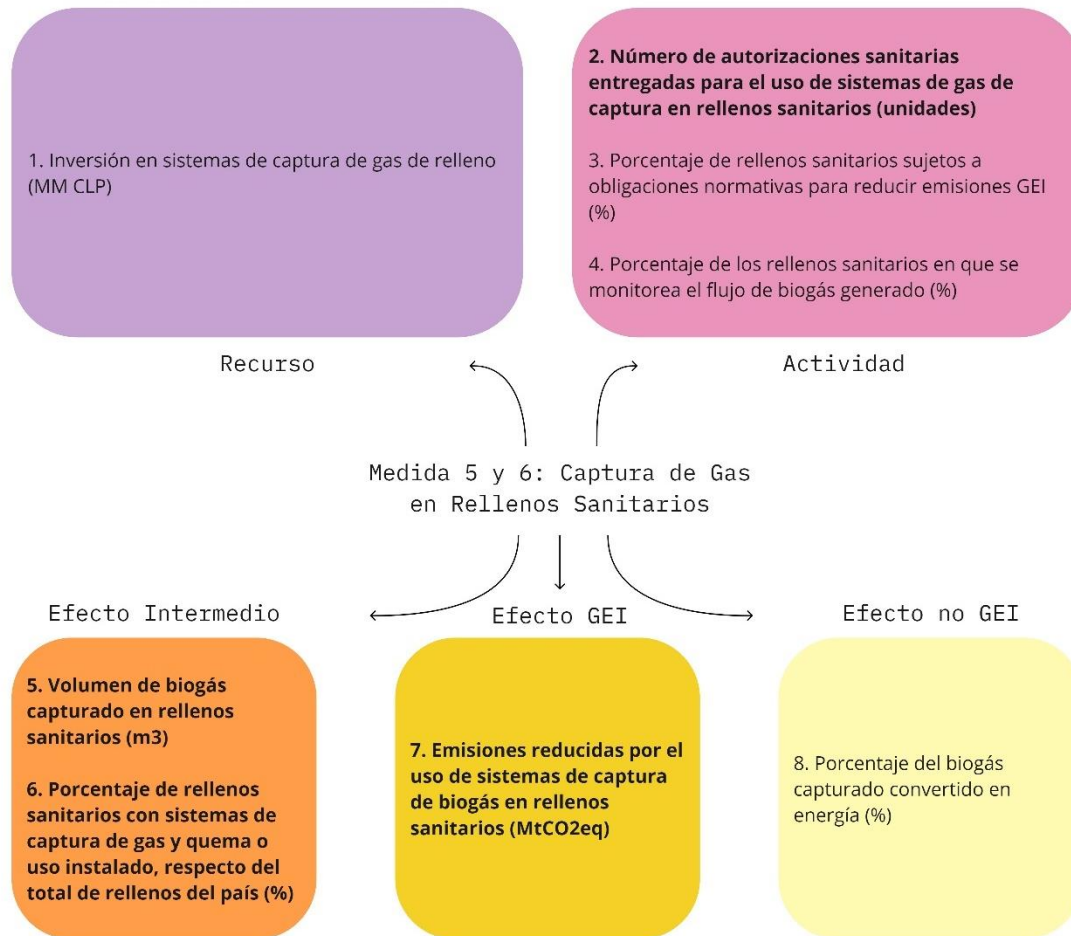 1. Inversión en sistemas de captura de gas de relleno
(MM CLP)
2. Número de autorizaciones sanitarias
entregadas para el uso de sistemas de gas de
captura en rellenos sanitarios (unidades)
3. Porcentaje de rellenos sanitarios sujetos a
obligaciones normativas para reducir emisiones GEI
(%)
4. Porcentaje de los rellenos sanitarios en que se
monitorea el flujo de biogás generado (%)
Recurso
Actividad
Medida 5 y 6: Captura de Gas
en Rellenos Sanitarios
Efecto Intermedio
Efecto GEI
Efecto no GEI
5. Volumen de biogás
capturado en rellenos
sanitarios (m3)
6. Porcentaje de rellenos
sanitarios con sistemas de
captura de gas y quema o
uso instalado, respecto del
total de rellenos del país (%)
7. Emisiones reducidas por el
uso de sistemas de captura
de biogás en rellenos
sanitarios (MtCO2eq)
8. Porcentaje del biogás
capturado convertido en
energía (%)